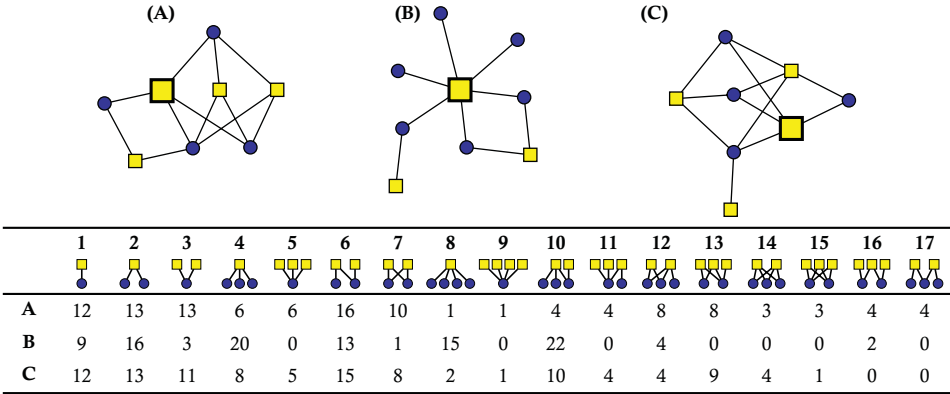 (A) (B) (C)
1 2 3 4 5 6 7 8 9 10 11 12 13 14 15 16 17
A 12 13 13 6 6 16 10 1 1 4 4 8 8 3 3 4 4
B 9 16 3 20 0 13 1 15 0 22 0 4 0 0 0 2 0
C 12 13 11 8 5 15 8 2 1 10 4 4 9 4 1 0 0